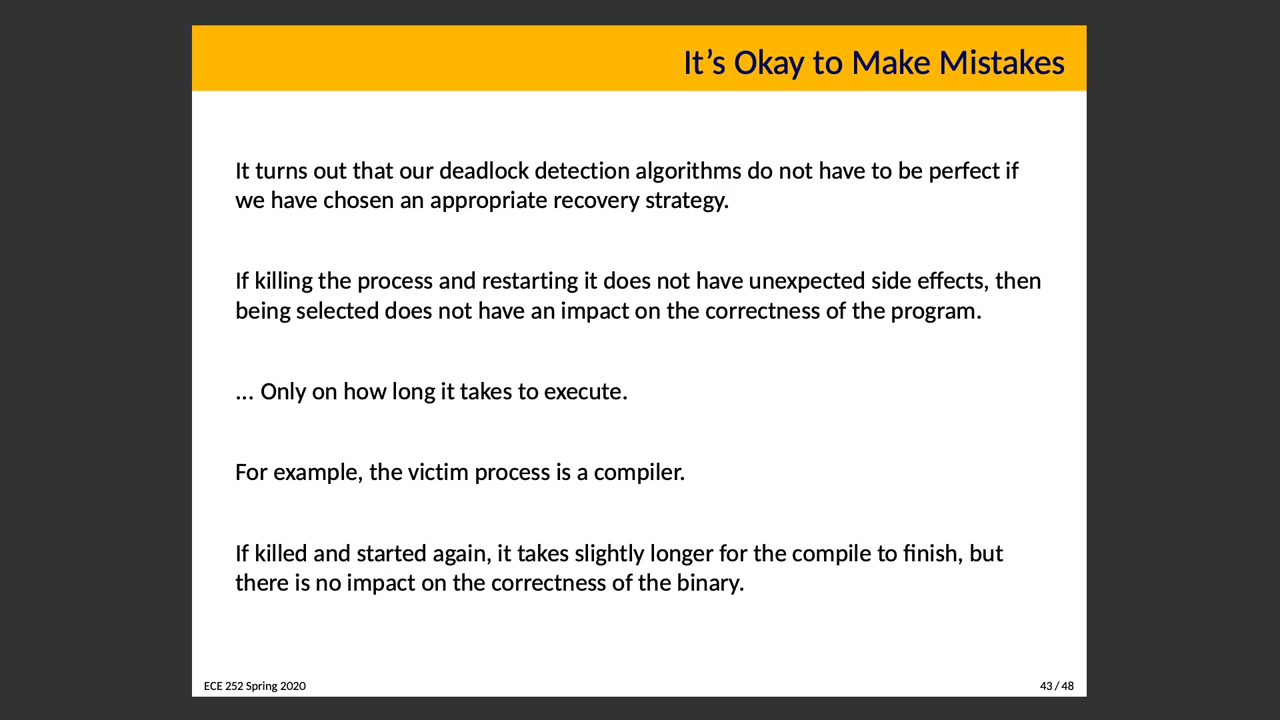 It’s Okay to Make Mistakes
It turns out that our deadlock detection algorithms do not have to be perfect if
we have chosen an appropriate recovery strategy.
If killing the process and restarting it does not have unexpected side effects, then
being selected does not have an impact on the correctness of the program.
... Only on how long it takes to execute.
For example, the victim process is a compiler.
If killed and started again, it takes slightly longer for the compile to finish, but
there is no impact on the correctness of the binary.
ECE 252 Spring 2020
43 / 48